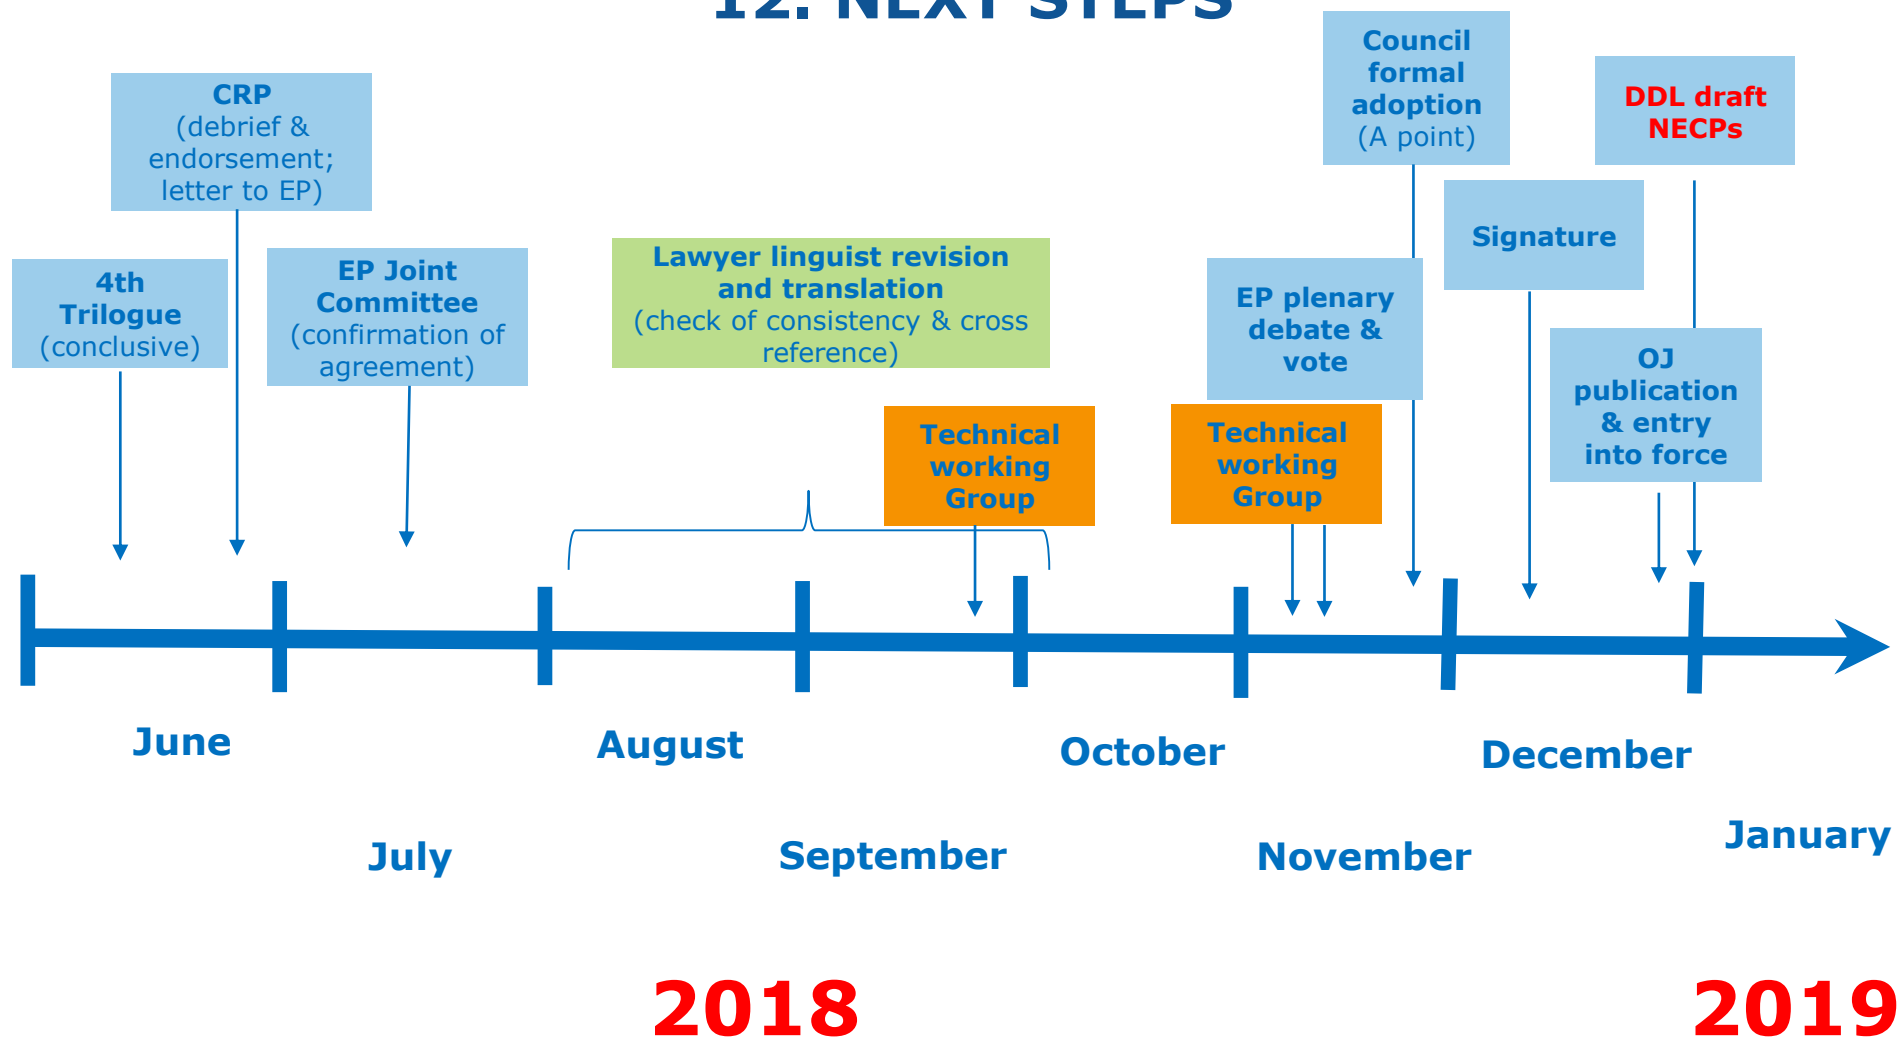 12. NEXT STEPS
CRP
(debrief &
endorsement;
letter to EP)
4th
Trilogue
(conclusive)
EP Joint
Committee
(confirmation of
agreement)
Lawyer linguist revision
and translation
(check of consistency & cross
reference)
Technical
working
Group
Technical
working
Group
EP plenary
debate &
vote
Council
formal
adoption
(A point)
Signature
DDL draft
NECPs
OJ
publication
& entry
into force
June
July
August
September
October
November
December
January
2018
2019